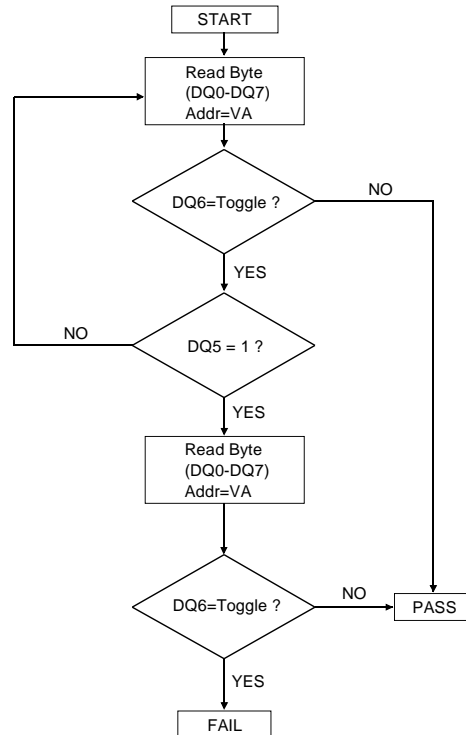 START
Read Byte
(DQ0-DQ7)
Addr=VA
DQ6=Toggle ?
NO
YES
NO
DQ5 = 1 ?
YES
Read Byte
(DQ0-DQ7)
Addr=VA
DQ6=Toggle ?
NO
PASS
YES
FAIL